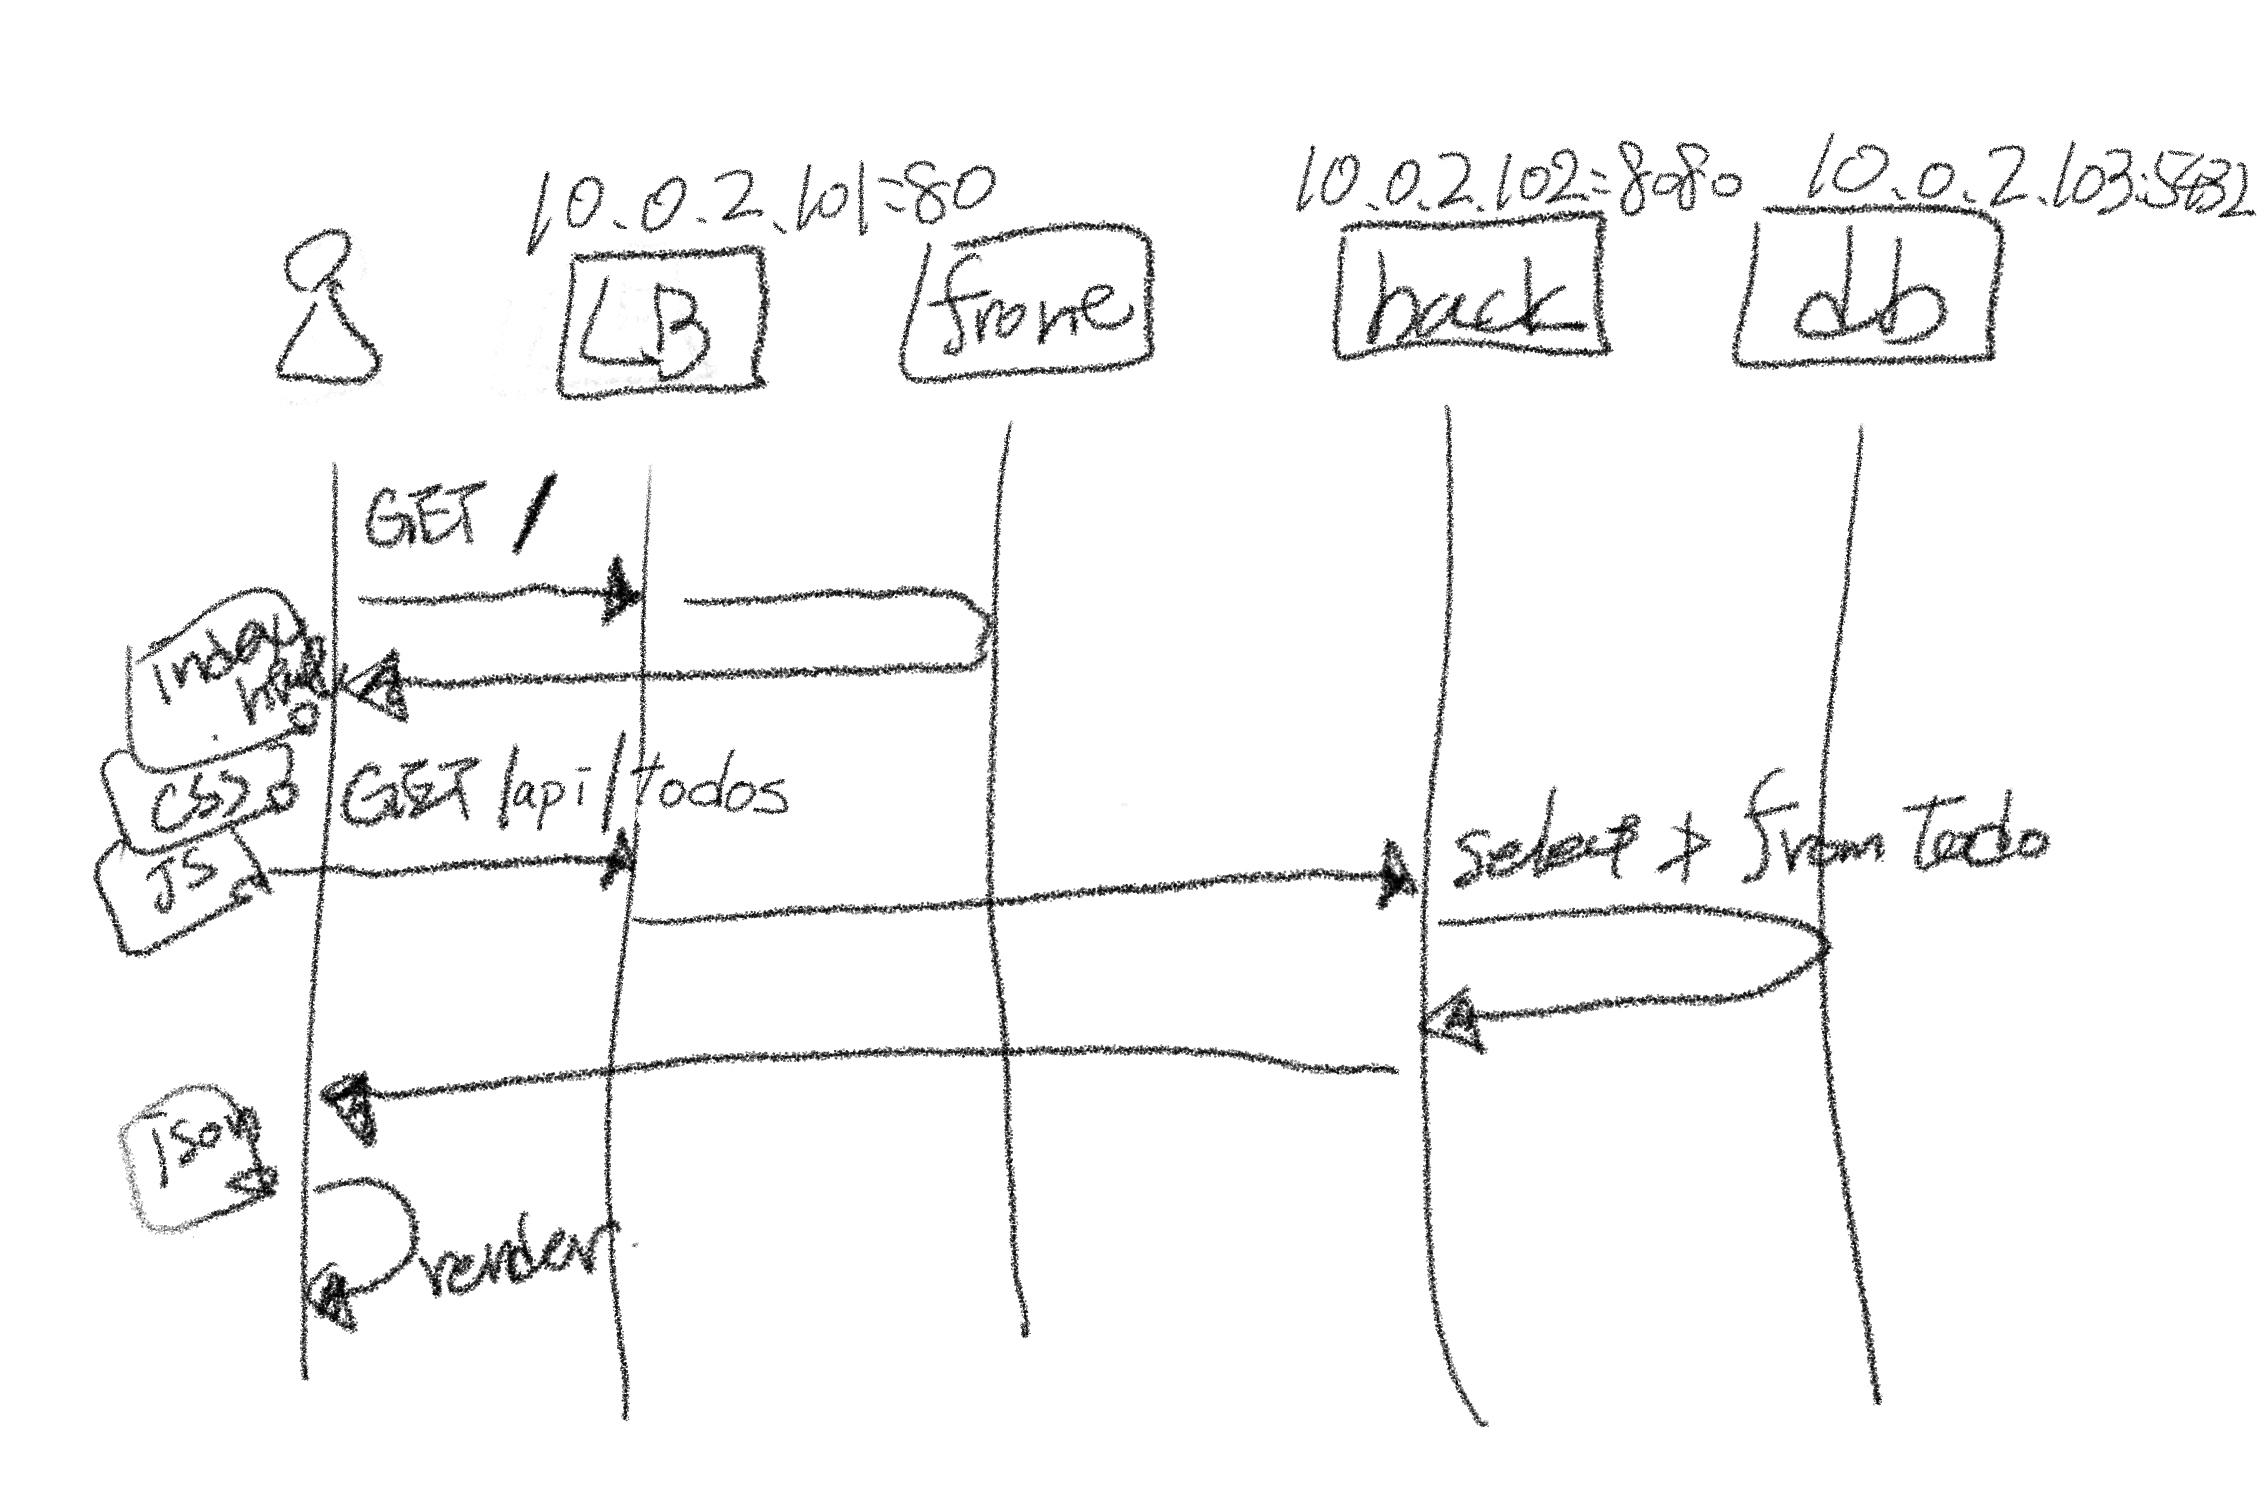 10.0.2.101:80
10.0.2.102:8080
10.0.2.103:5432
LB
frone
back
db
GET /
index
html
CSS
JS
GET /api/todos
select * from Todo
json
render